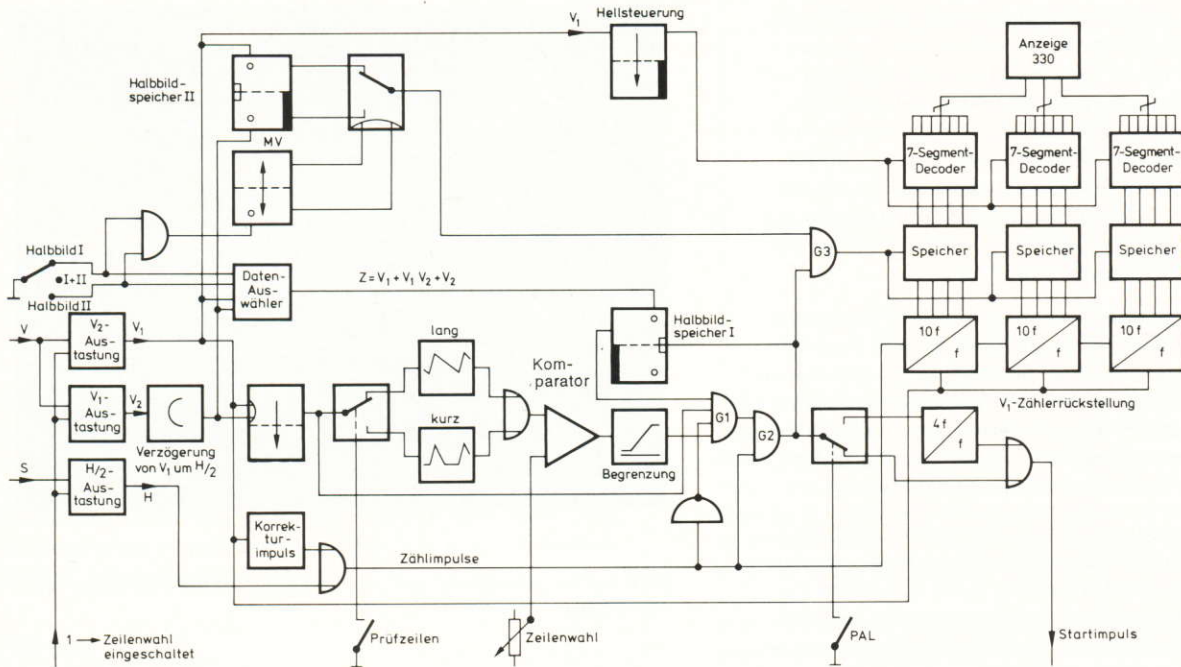 Hellsteuerung
V₁
Anzeige
330
Halbbild-
speicher II
MV
7-Segment-
Decoder
7-Segment-
Decoder
7-Segment-
Decoder
Halbbild I
I+II
Halbbild II
Daten-
Aus-
wähler
Z = V₁ + V₁ V₂ + V₂
G3
Speicher
Speicher
Speicher
V
V₂-
Aus-
tastung
V₁
lang
Halbbild-
speicher I
10 f
f
10 f
f
10 f
f
Kom-
parator
V₁-
Aus-
tastung
V₂
kurz
G1
G2
V₁-Zählerrückstellung
4 f
f
Verzögerung
von V₁ um H/2
Begrenzung
S
H/2-
Aus-
tastung
H
Korrek-
tur-
impuls
Zählimpulse
1 → Zeilenwahl
eingeschaltet
Prüfzeilen
Zeilenwahl
PAL
Startimpuls